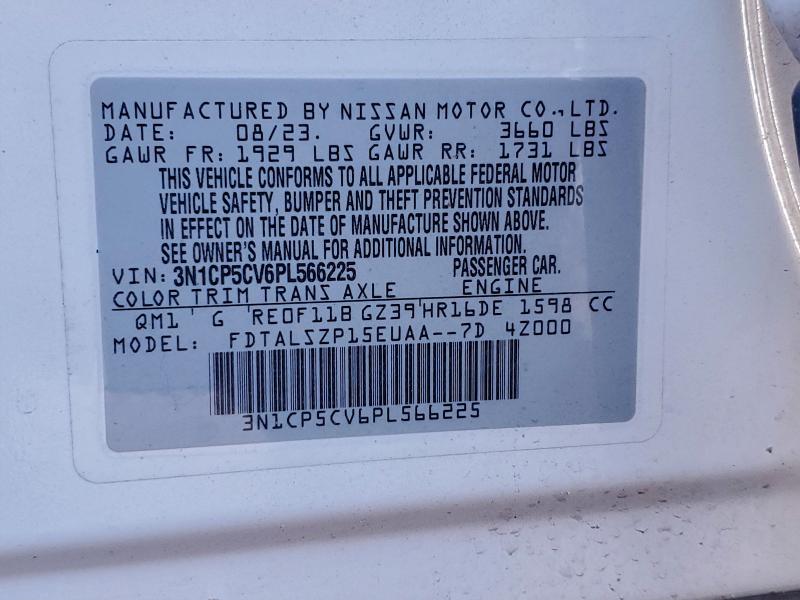 MANUFACTURED BY NISSAN MOTOR CO.,LTD.
DATE: 08/23. GVWR: 3660 LBS
GAWR FR: 1929 LBS GAWR RR: 1731 LBS
THIS VEHICLE CONFORMS TO ALL APPLICABLE FEDERAL MOTOR
VEHICLE SAFETY, BUMPER AND THEFT PREVENTION STANDARDS
IN EFFECT ON THE DATE OF MANUFACTURE SHOWN ABOVE.
SEE OWNER'S MANUAL FOR ADDITIONAL INFORMATION.
VIN: 3N1CP5CV6PL566225 PASSENGER CAR.
COLOR TRIM TRANS AXLE ENGINE
QM1 ' G ' RE0F11B GZ39'HR16DE 1598 CC
MODEL: FDTALSZP15EUAA--7D 4Z000
3N1CP5CV6PL566225